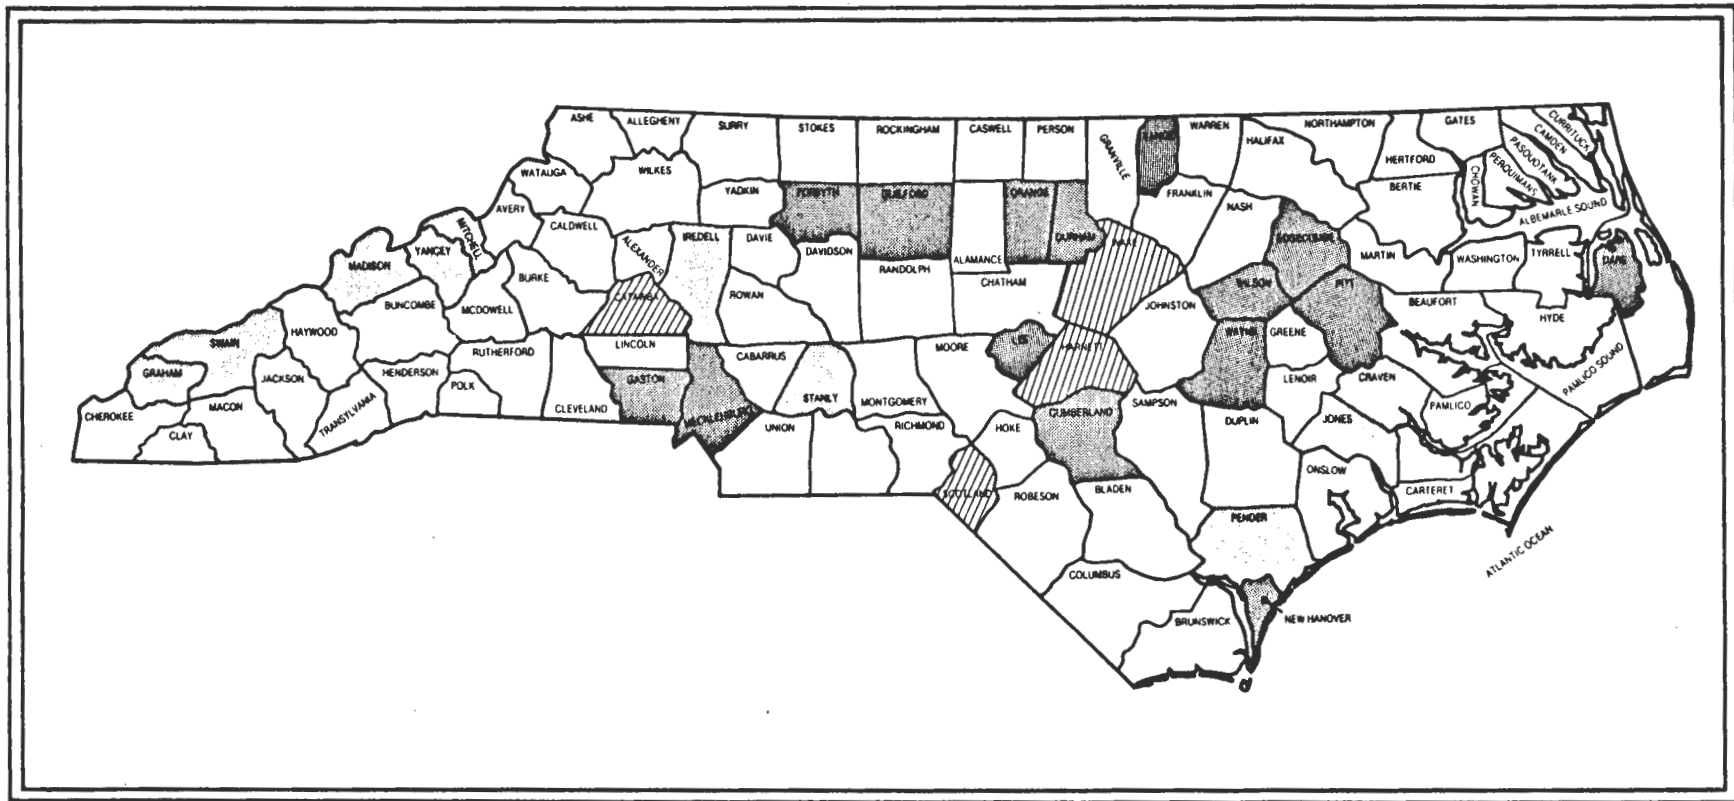 ASHE
ALLEGHENY
SURRY
STOKES
ROCKINGHAM
CASWELL
PERSON
GRANVILLE
WARREN
HALIFAX
NORTHAMPTON
GATES
HERTFORD
CURRITUCK
CAMDEN
PASQUOTANK
PERQUIMANS
CHOWAN
BERTIE
WATAUGA
WILKES
YADKIN
FORSYTH
GUILFORD
ORANGE
DURHAM
FRANKLIN
NASH
ALBEMARLE SOUND
AVERY
MITCHELL
CALDWELL
ALEXANDER
IREDELL
DAVIE
DAVIDSON
RANDOLPH
ALAMANCE
CHATHAM
WAKE
EDGECOMBE
MARTIN
WASHINGTON
TYRRELL
DARE
MADISON
YANCEY
BURKE
BUNCOMBE
MCDOWELL
CATAWBA
ROWAN
JOHNSTON
WILSON
PITT
BEAUFORT
HYDE
SWAIN
HAYWOOD
RUTHERFORD
LINCOLN
CABARRUS
MOORE
LEE
HARNETT
WAYNE
GREENE
PAMLICO SOUND
GRAHAM
JACKSON
HENDERSON
POLK
GASTON
STANLY
MONTGOMERY
LENOIR
CRAVEN
CHEROKEE
MACON
CLAY
TRANSYLVANIA
CLEVELAND
MECKLENBURG
UNION
RICHMOND
HOKE
CUMBERLAND
SAMPSON
DUPLIN
JONES
PAMLICO
SCOTLAND
ROBESON
BLADEN
ONSLOW
CARTERET
PENDER
ATLANTIC OCEAN
COLUMBUS
BRUNSWICK
NEW HANOVER